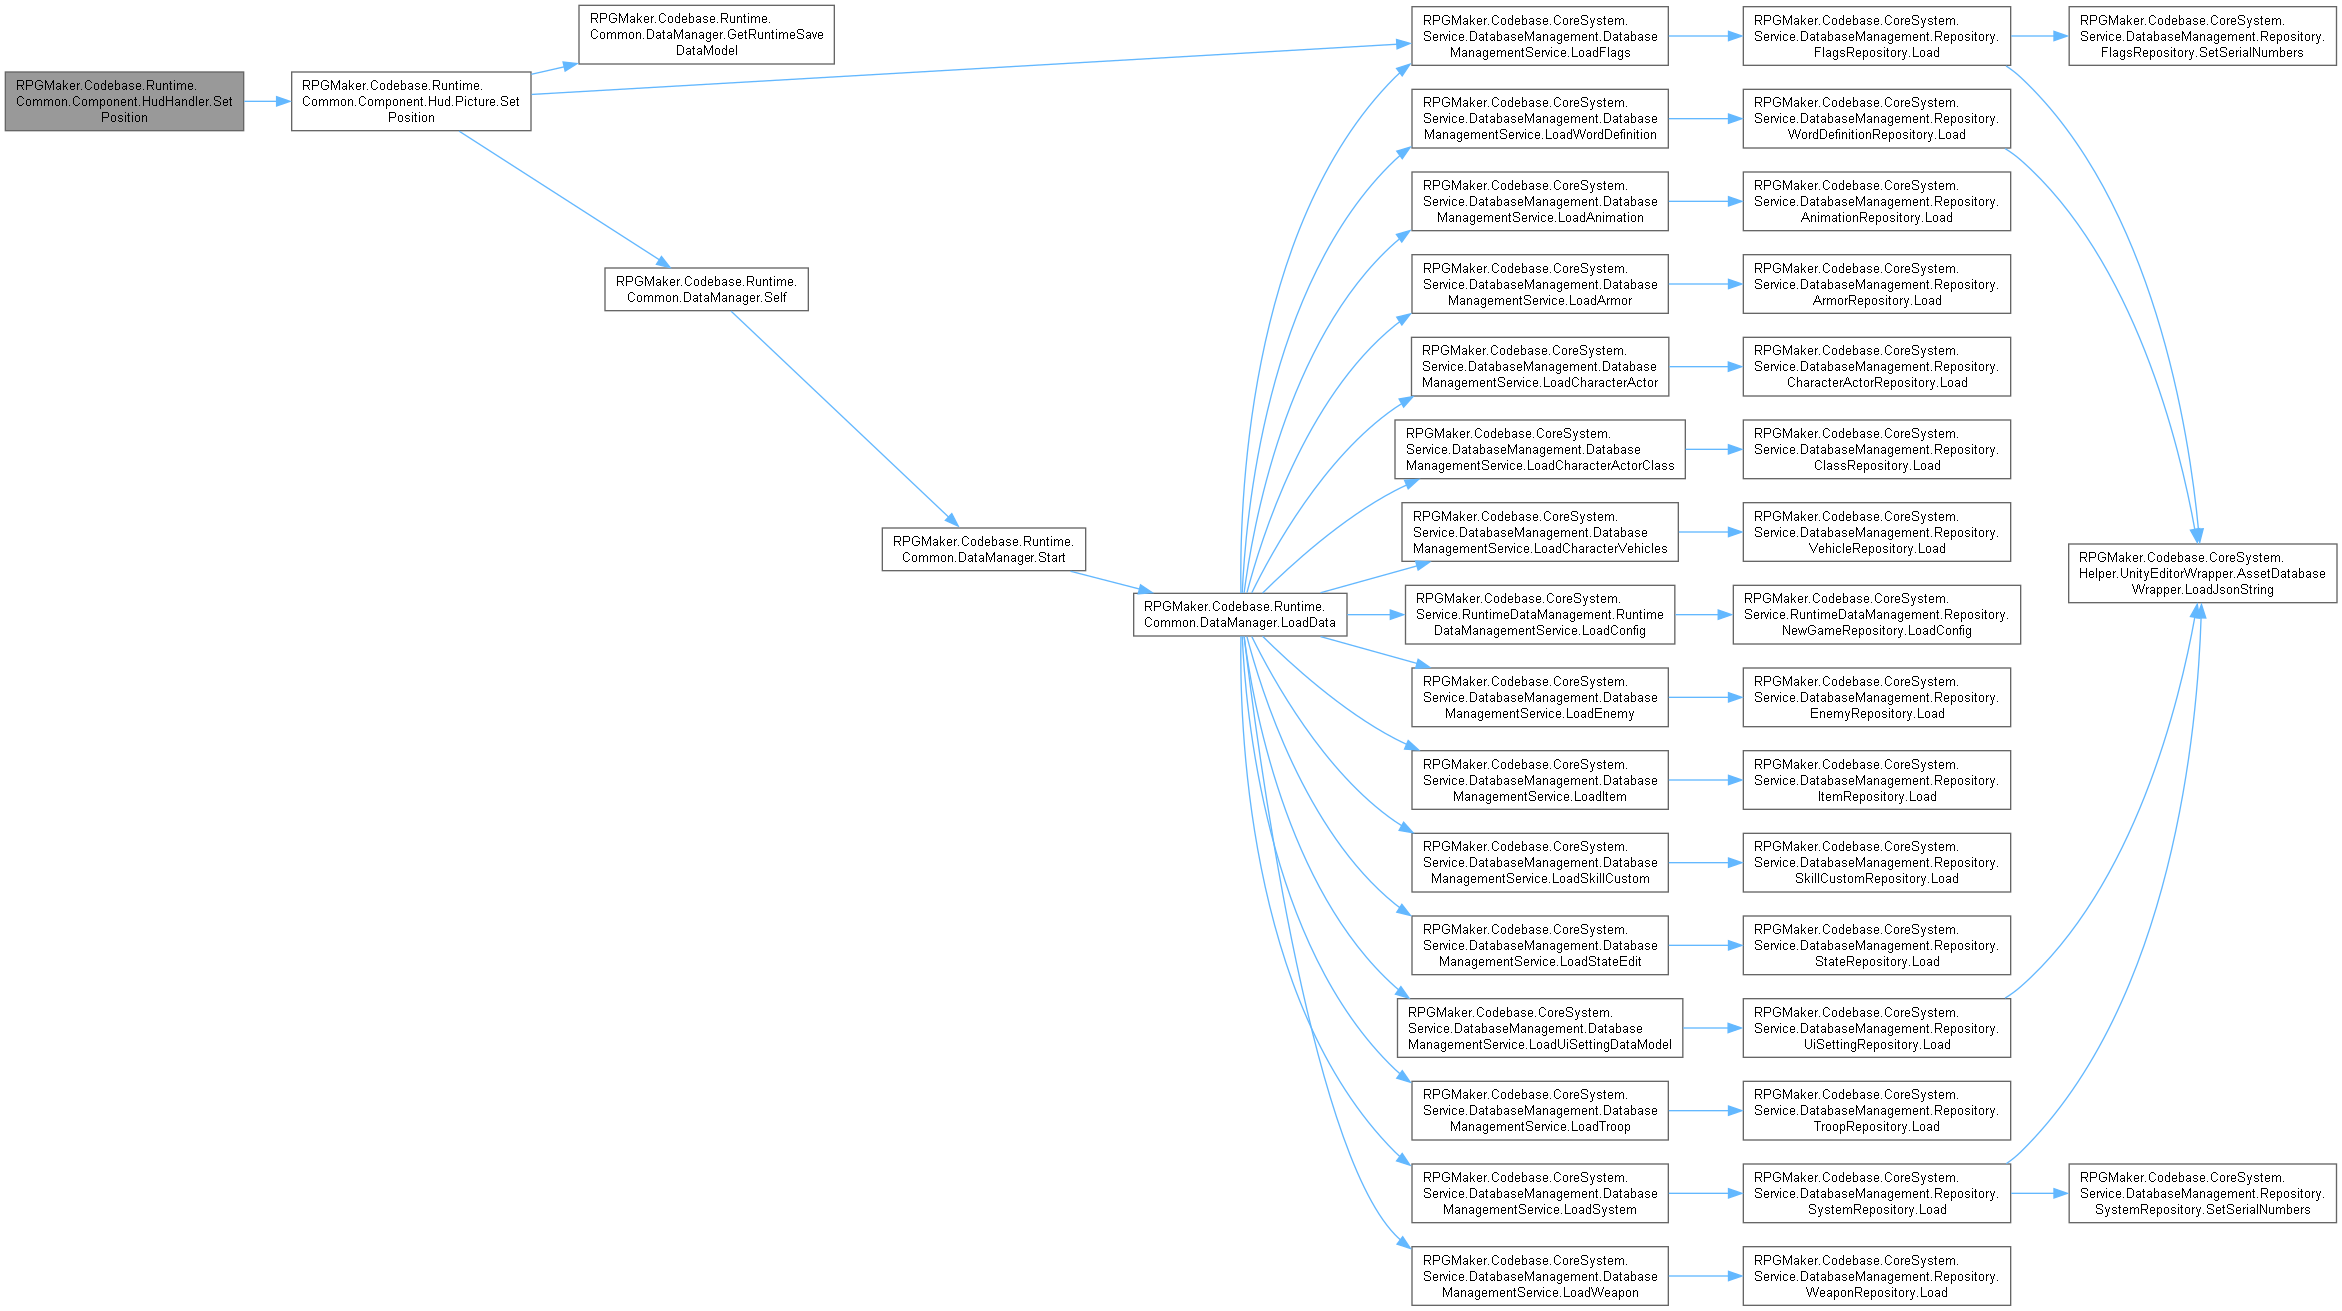 RPGMaker.Codebase.Runtime.
Common.Component.HudHandler.Set
Position
RPGMaker.Codebase.Runtime.
Common.Component.Hud.Picture.Set
Position
RPGMaker.Codebase.Runtime.
Common.DataManager.GetRuntimeSave
DataModel
RPGMaker.Codebase.Runtime.
Common.DataManager.Self
RPGMaker.Codebase.Runtime.
Common.DataManager.Start
RPGMaker.Codebase.Runtime.
Common.DataManager.LoadData
RPGMaker.Codebase.CoreSystem.
Service.DatabaseManagement.Database
ManagementService.LoadFlags
RPGMaker.Codebase.CoreSystem.
Service.DatabaseManagement.Repository.
FlagsRepository.Load
RPGMaker.Codebase.CoreSystem.
Service.DatabaseManagement.Repository.
FlagsRepository.SetSerialNumbers
RPGMaker.Codebase.CoreSystem.
Service.DatabaseManagement.Database
ManagementService.LoadWordDefinition
RPGMaker.Codebase.CoreSystem.
Service.DatabaseManagement.Repository.
WordDefinitionRepository.Load
RPGMaker.Codebase.CoreSystem.
Service.DatabaseManagement.Database
ManagementService.LoadAnimation
RPGMaker.Codebase.CoreSystem.
Service.DatabaseManagement.Repository.
AnimationRepository.Load
RPGMaker.Codebase.CoreSystem.
Service.DatabaseManagement.Database
ManagementService.LoadArmor
RPGMaker.Codebase.CoreSystem.
Service.DatabaseManagement.Repository.
ArmorRepository.Load
RPGMaker.Codebase.CoreSystem.
Service.DatabaseManagement.Database
ManagementService.LoadCharacterActor
RPGMaker.Codebase.CoreSystem.
Service.DatabaseManagement.Repository.
CharacterActorRepository.Load
RPGMaker.Codebase.CoreSystem.
Service.DatabaseManagement.Database
ManagementService.LoadCharacterActorClass
RPGMaker.Codebase.CoreSystem.
Service.DatabaseManagement.Repository.
ClassRepository.Load
RPGMaker.Codebase.CoreSystem.
Service.DatabaseManagement.Database
ManagementService.LoadCharacterVehicles
RPGMaker.Codebase.CoreSystem.
Service.DatabaseManagement.Repository.
VehicleRepository.Load
RPGMaker.Codebase.CoreSystem.
Helper.UnityEditorWrapper.AssetDatabase
Wrapper.LoadJsonString
RPGMaker.Codebase.CoreSystem.
Service.RuntimeDataManagement.Runtime
DataManagementService.LoadConfig
RPGMaker.Codebase.CoreSystem.
Service.RuntimeDataManagement.Repository.
NewGameRepository.LoadConfig
RPGMaker.Codebase.CoreSystem.
Service.DatabaseManagement.Database
ManagementService.LoadEnemy
RPGMaker.Codebase.CoreSystem.
Service.DatabaseManagement.Repository.
EnemyRepository.Load
RPGMaker.Codebase.CoreSystem.
Service.DatabaseManagement.Database
ManagementService.LoadItem
RPGMaker.Codebase.CoreSystem.
Service.DatabaseManagement.Repository.
ItemRepository.Load
RPGMaker.Codebase.CoreSystem.
Service.DatabaseManagement.Database
ManagementService.LoadSkillCustom
RPGMaker.Codebase.CoreSystem.
Service.DatabaseManagement.Repository.
SkillCustomRepository.Load
RPGMaker.Codebase.CoreSystem.
Service.DatabaseManagement.Database
ManagementService.LoadStateEdit
RPGMaker.Codebase.CoreSystem.
Service.DatabaseManagement.Repository.
StateRepository.Load
RPGMaker.Codebase.CoreSystem.
Service.DatabaseManagement.Database
ManagementService.LoadUiSettingDataModel
RPGMaker.Codebase.CoreSystem.
Service.DatabaseManagement.Repository.
UiSettingRepository.Load
RPGMaker.Codebase.CoreSystem.
Service.DatabaseManagement.Database
ManagementService.LoadTroop
RPGMaker.Codebase.CoreSystem.
Service.DatabaseManagement.Repository.
TroopRepository.Load
RPGMaker.Codebase.CoreSystem.
Service.DatabaseManagement.Database
ManagementService.LoadSystem
RPGMaker.Codebase.CoreSystem.
Service.DatabaseManagement.Repository.
SystemRepository.Load
RPGMaker.Codebase.CoreSystem.
Service.DatabaseManagement.Repository.
SystemRepository.SetSerialNumbers
RPGMaker.Codebase.CoreSystem.
Service.DatabaseManagement.Database
ManagementService.LoadWeapon
RPGMaker.Codebase.CoreSystem.
Service.DatabaseManagement.Repository.
WeaponRepository.Load